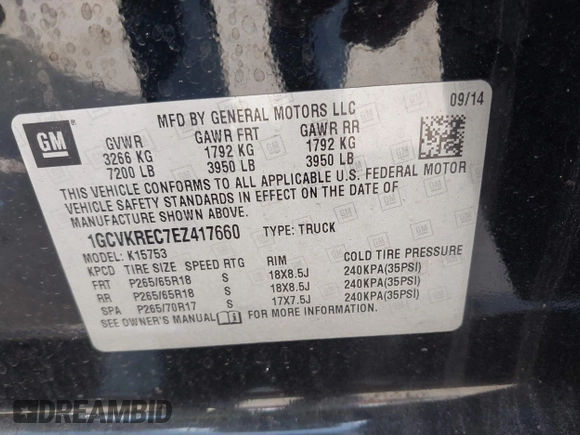 MFD BY GENERAL MOTORS LLC
09/14
GM ®
GVWR GAWR FRT GAWR RR
3266 KG 1792 KG 1792 KG
7200 LB 3950 LB 3950 LB
THIS VEHICLE CONFORMS TO ALL APPLICABLE U.S. FEDERAL MOTOR
VEHICLE SAFETY STANDARDS IN EFFECT ON THE DATE OF
MANUFACTURE SHOWN ABOVE.
1GCVKREC7EZ417660 TYPE: TRUCK
MODEL: K15753
KPCD TIRE SIZE SPEED RTG RIM COLD TIRE PRESSURE
FRT P265/65R18 S 18X8.5J 240KPA(35PSI)
RR P265/65R18 S 18X8.5J 240KPA(35PSI)
SPA P265/70R17 S 17X7.5J 240KPA(35PSI)
SEE OWNER'S MANUAL FOR MORE INFORMATION.
DREAMBID